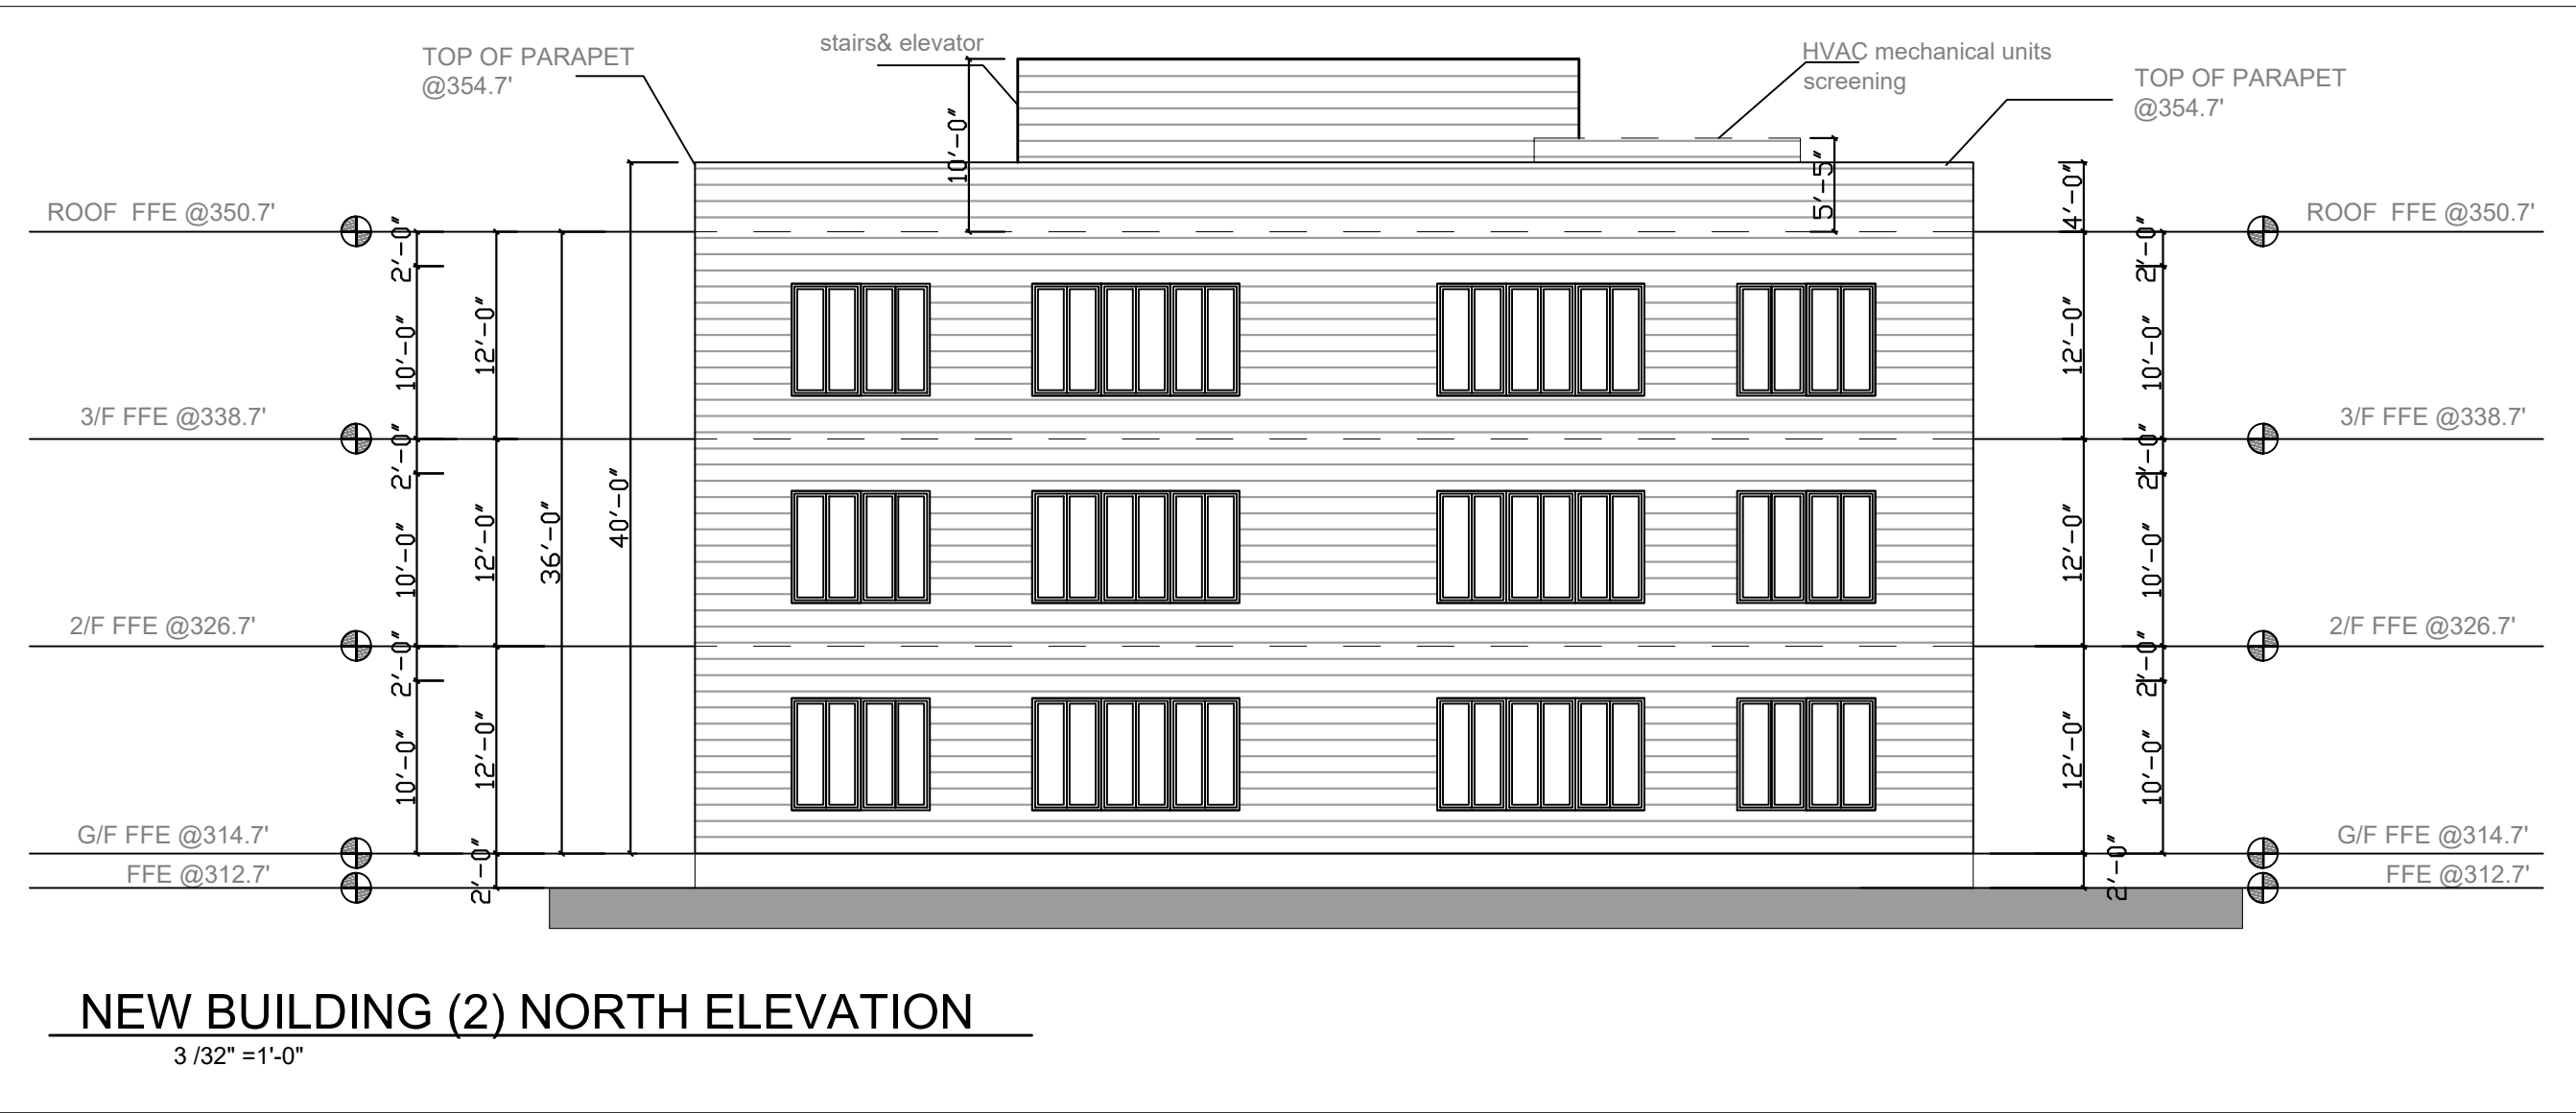 stairs& elevator
HVAC mechanical units
screening
TOP OF PARAPET
@354.7'
TOP OF PARAPET
@354.7'
10'-0"
5'-5"
4'-0"
ROOF  FFE @350.7'
ROOF  FFE @350.7'
2'-0"
2'-0"
10'-0"
12'-0"
12'-0"
10'-0"
3/F FFE @338.7'
3/F FFE @338.7'
2'-0"
2'-0"
10'-0"
12'-0"
36'-0"
40'-0"
12'-0"
10'-0"
2/F FFE @326.7'
2/F FFE @326.7'
2'-0"
2'-0"
10'-0"
12'-0"
12'-0"
10'-0"
G/F FFE @314.7'
G/F FFE @314.7'
FFE @312.7'
2'-0"
2'-0"
FFE @312.7'
NEW BUILDING (2) NORTH ELEVATION
3 /32" =1'-0"